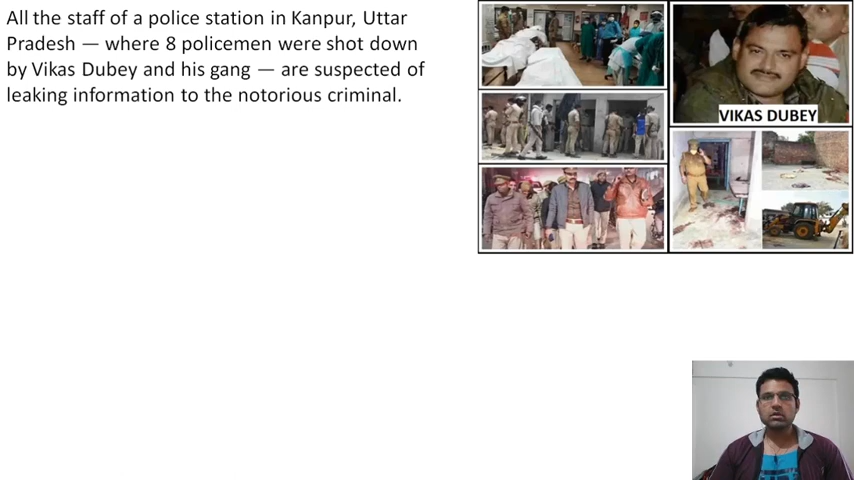 All the staff of a police station in Kanpur, Uttar
Pradesh — where 8 policemen were shot down
by Vikas Dubey and his gang — are suspected of
leaking information to the notorious criminal.
VIKAS DUBEY